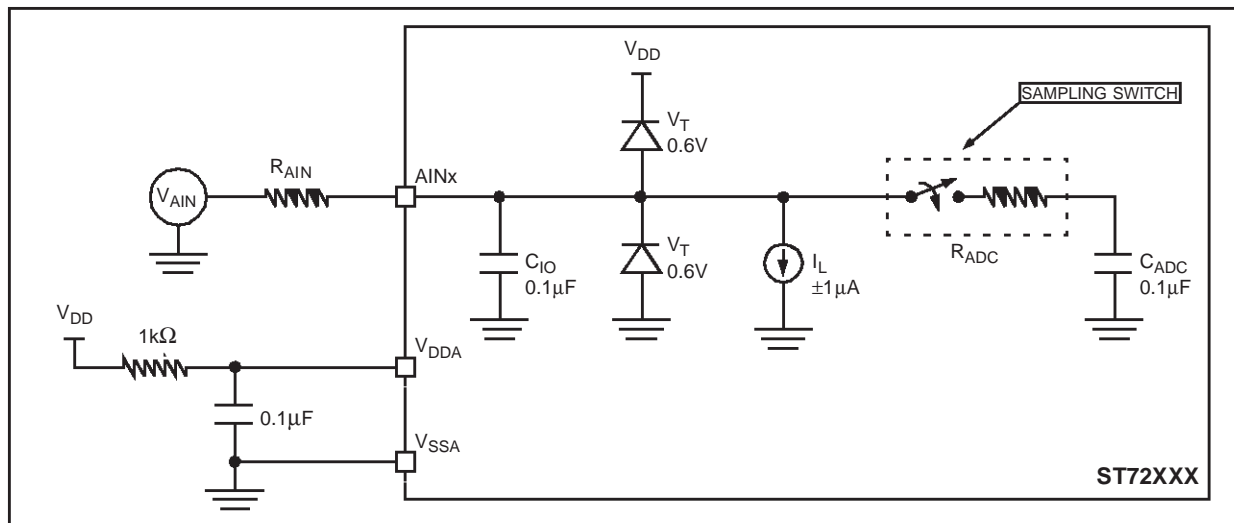 V_DD
SAMPLING SWITCH
V_T
0.6V
R_AIN
AINx
V_AIN
V_T
0.6V
R_ADC
C_IO
0.1µF
I_L
±1µA
C_ADC
0.1µF
V_DD
1kΩ
V_DDA
0.1µF
V_SSA
ST72XXX